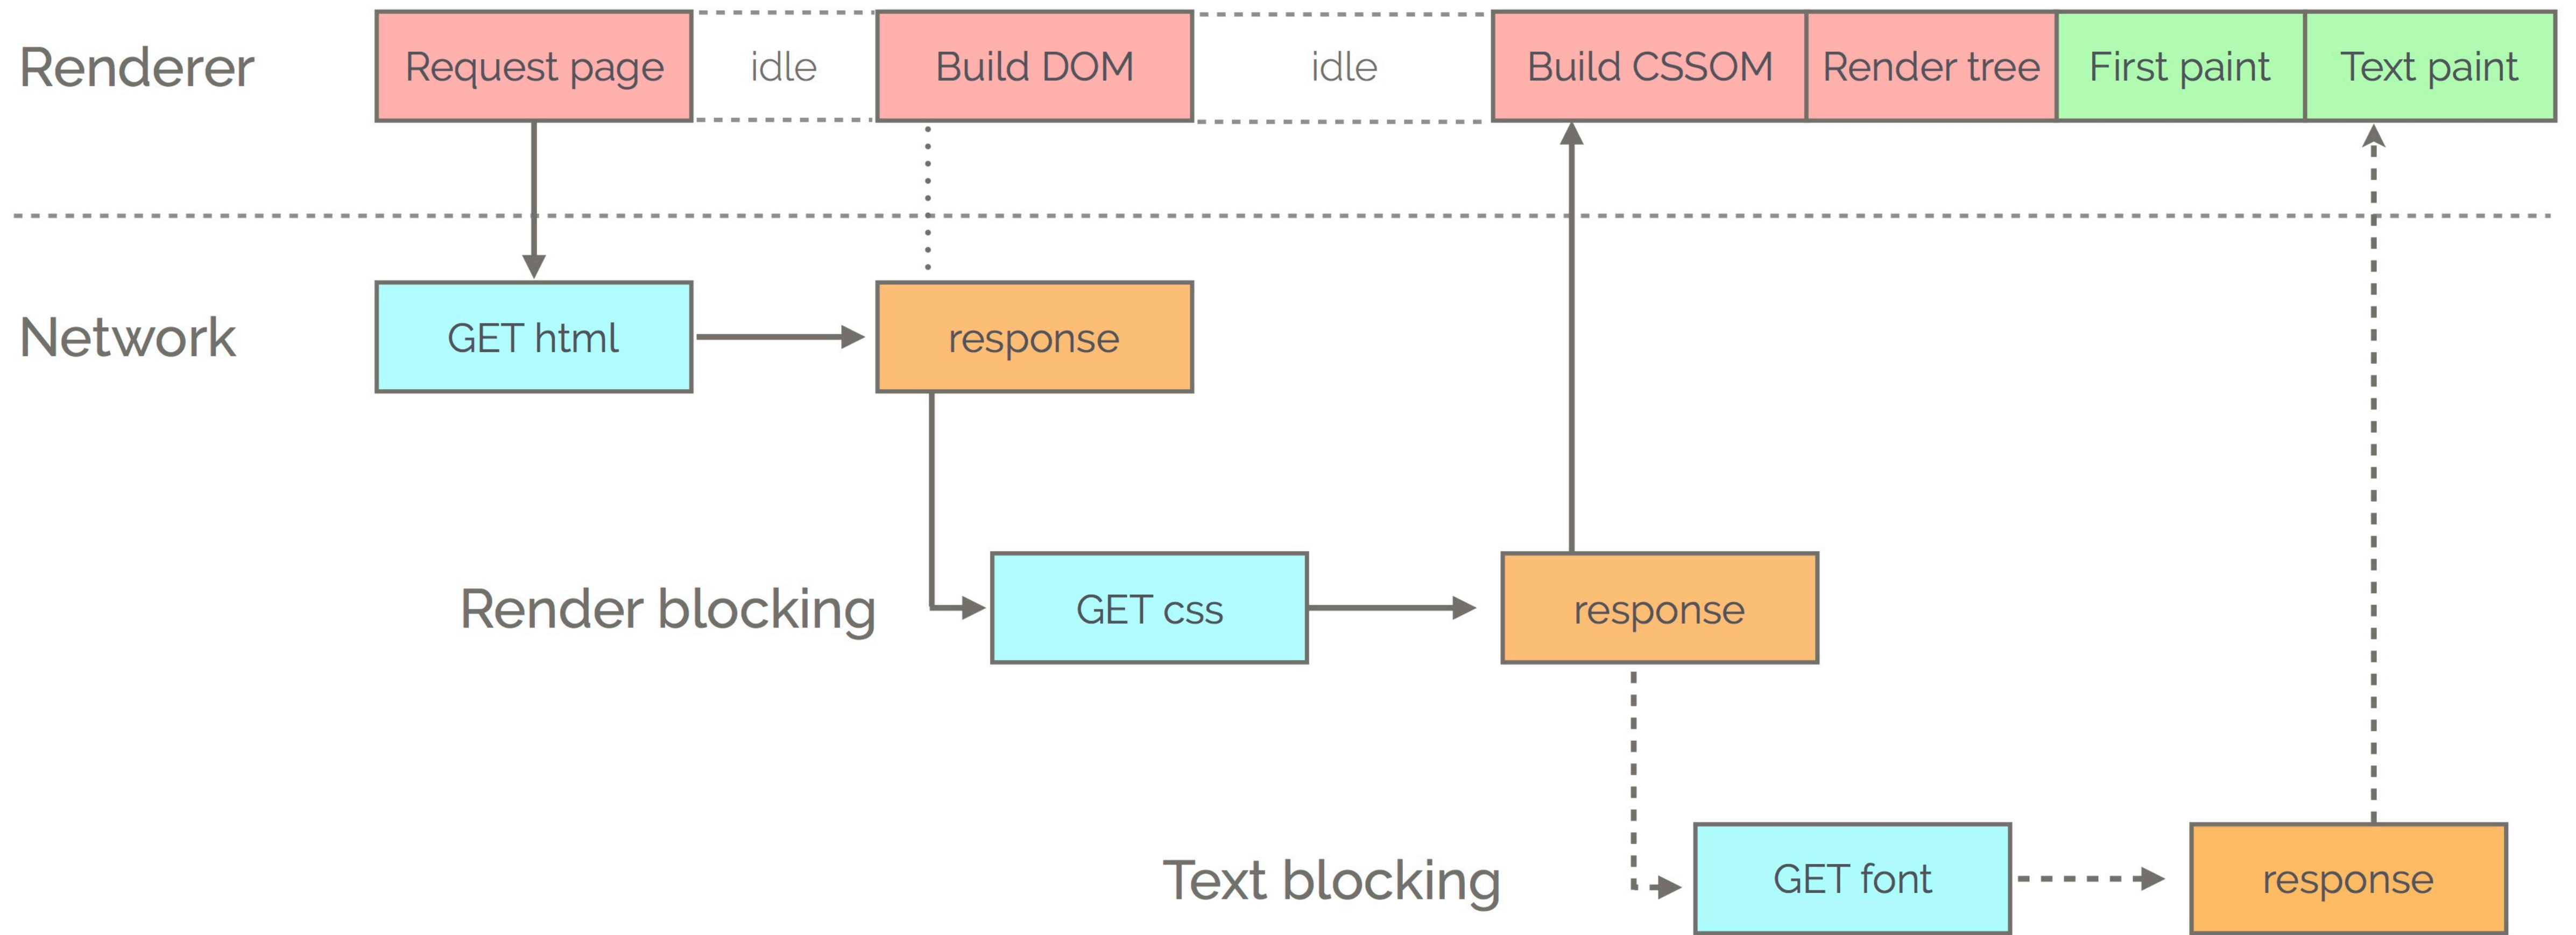 Renderer
Request page
idle
Build DOM
idle
Build CSSOM
Render tree
First paint
Text paint
Network
GET html
response
Render blocking
GET css
response
Text blocking
GET font
response